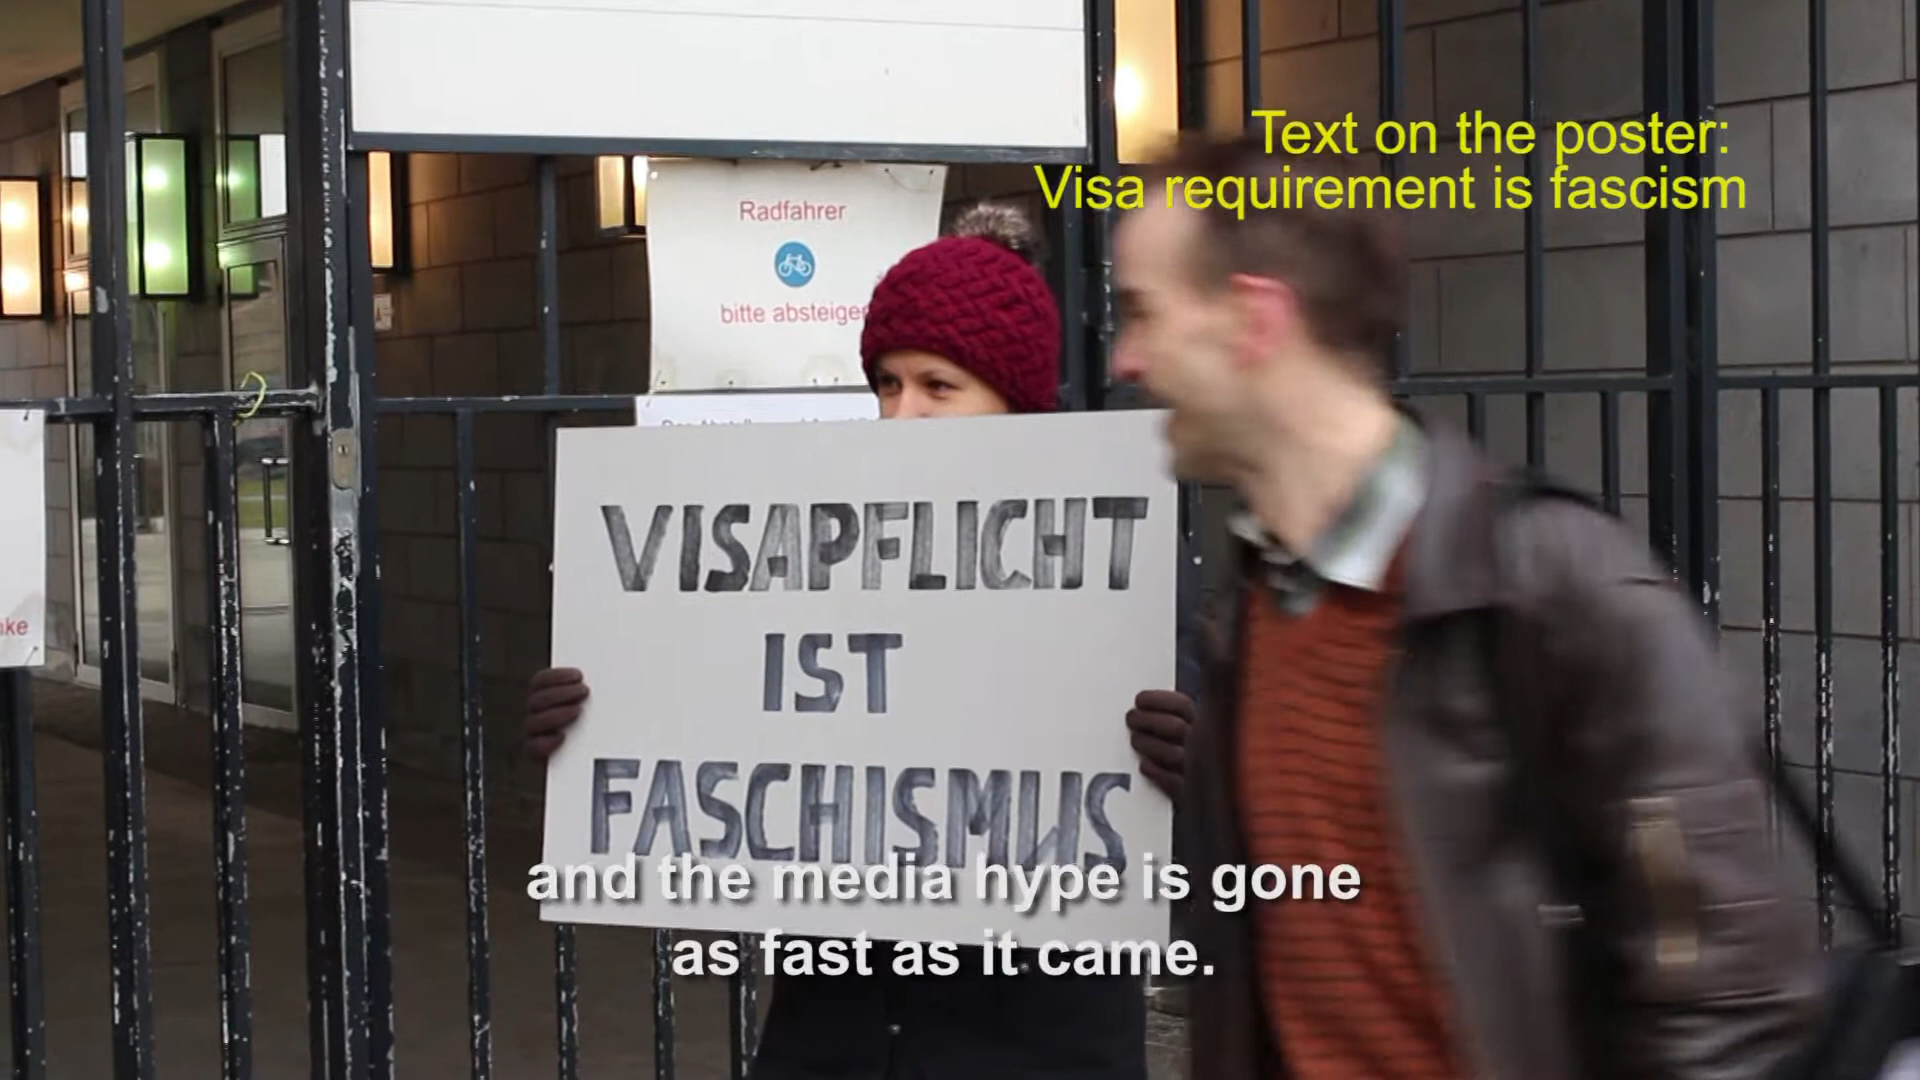 Text on the poster:
Visa requirement is fascism
Radfahrer
bitte absteigen
VISAPFLICHT
IST
FASCHISMUS
and the media hype is gone
as fast as it came.